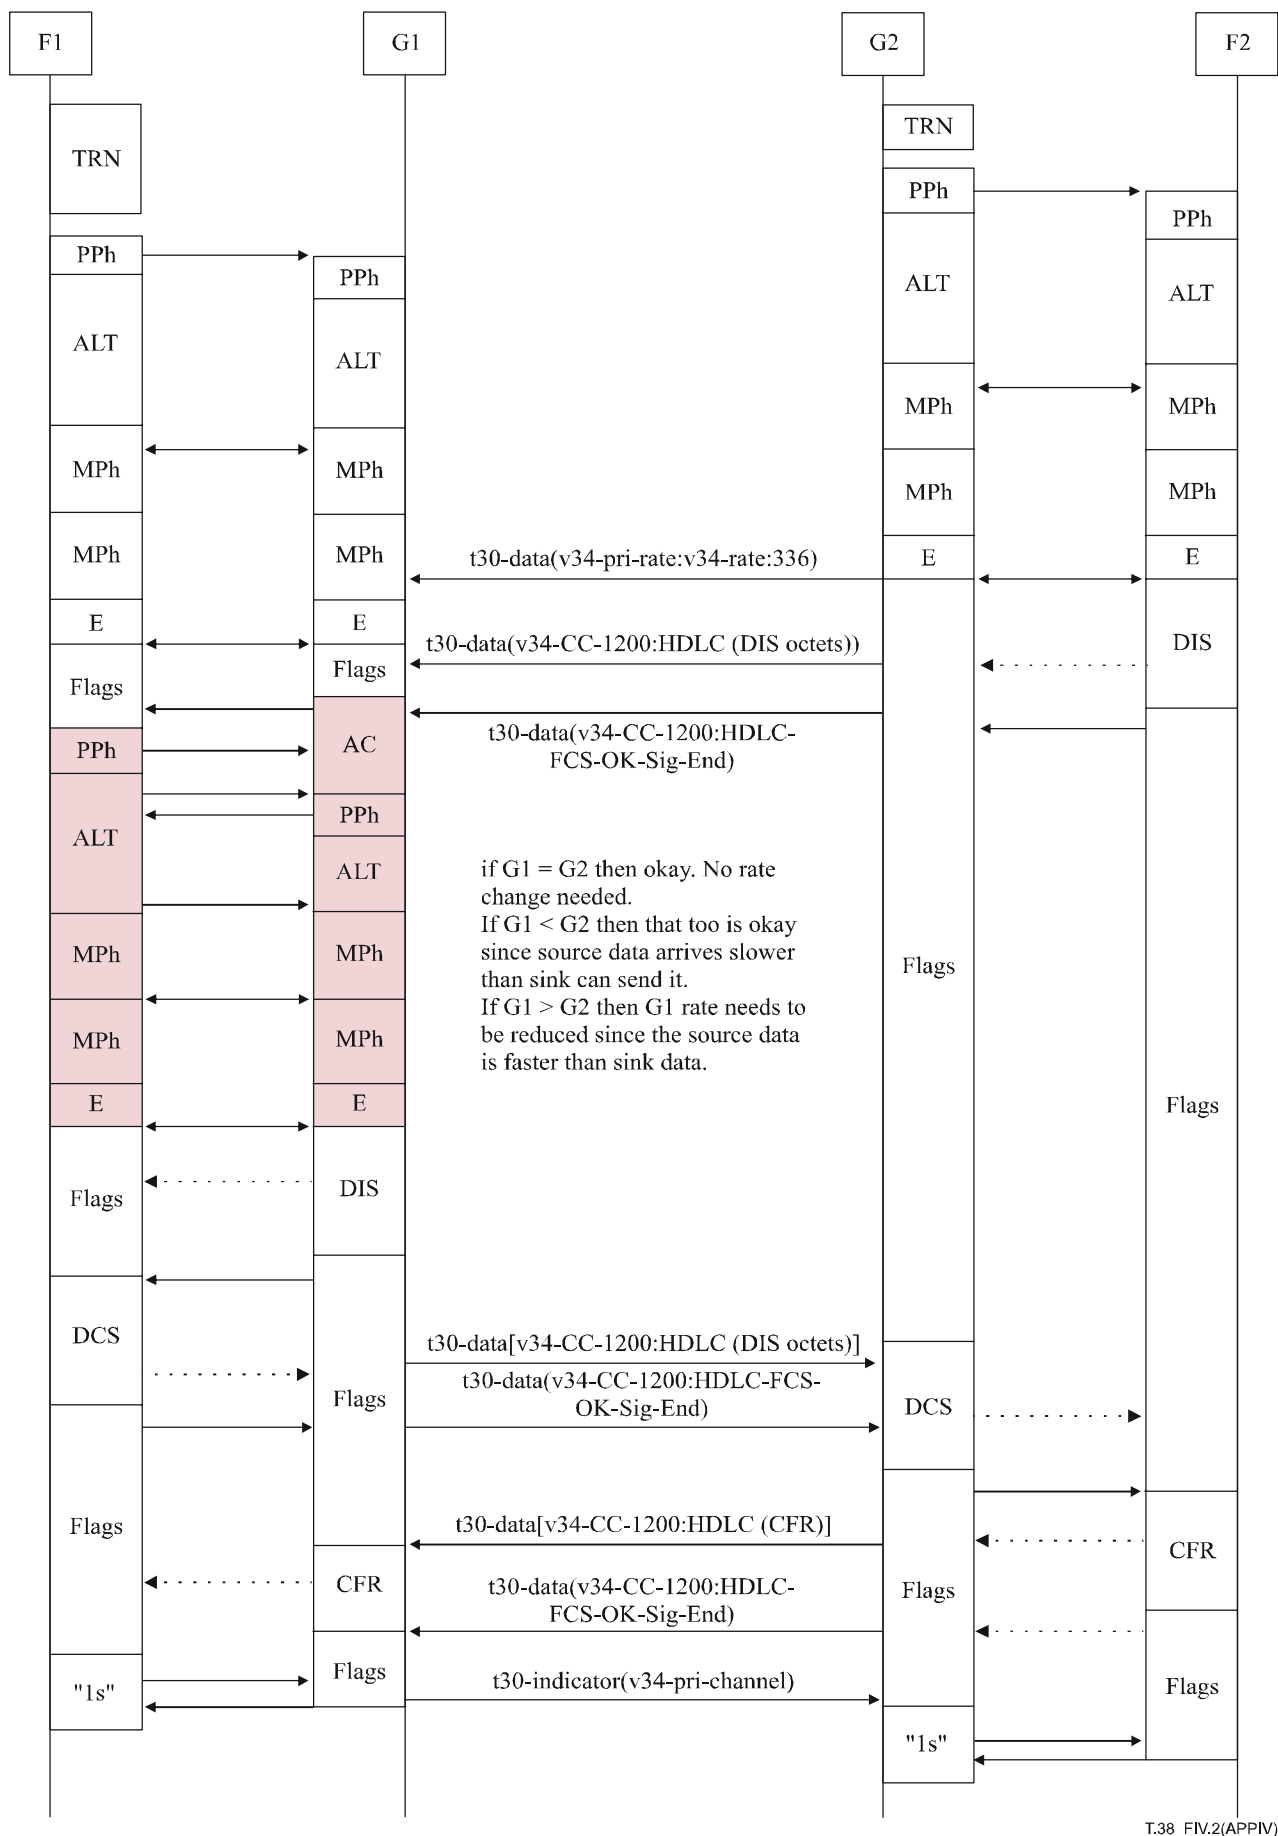 F1
G1
G2
F2
TRN
TRN
PPh
PPh
PPh
PPh
ALT
ALT
ALT
ALT
MPh
MPh
MPh
MPh
MPh
MPh
MPh
MPh
t30-data(v34-pri-rate:v34-rate:336)
E
E
E
E
t30-data(v34-CC-1200:HDLC (DIS octets))
DIS
Flags
Flags
t30-data(v34-CC-1200:HDLC-
FCS-OK-Sig-End)
PPh
AC
PPh
ALT
ALT
if G1 = G2 then okay. No rate
change needed.
If G1 < G2 then that too is okay
since source data arrives slower
than sink can send it.
If G1 > G2 then G1 rate needs to
be reduced since the source data
is faster than sink data.
MPh
MPh
Flags
MPh
MPh
E
E
Flags
Flags
DIS
DCS
t30-data[v34-CC-1200:HDLC (DIS octets)]
t30-data(v34-CC-1200:HDLC-FCS-
OK-Sig-End)
Flags
DCS
Flags
t30-data[v34-CC-1200:HDLC (CFR)]
CFR
CFR
t30-data(v34-CC-1200:HDLC-
FCS-OK-Sig-End)
Flags
Flags
t30-indicator(v34-pri-channel)
"1s"
Flags
"1s"
T.38_FIV.2(APPIV)